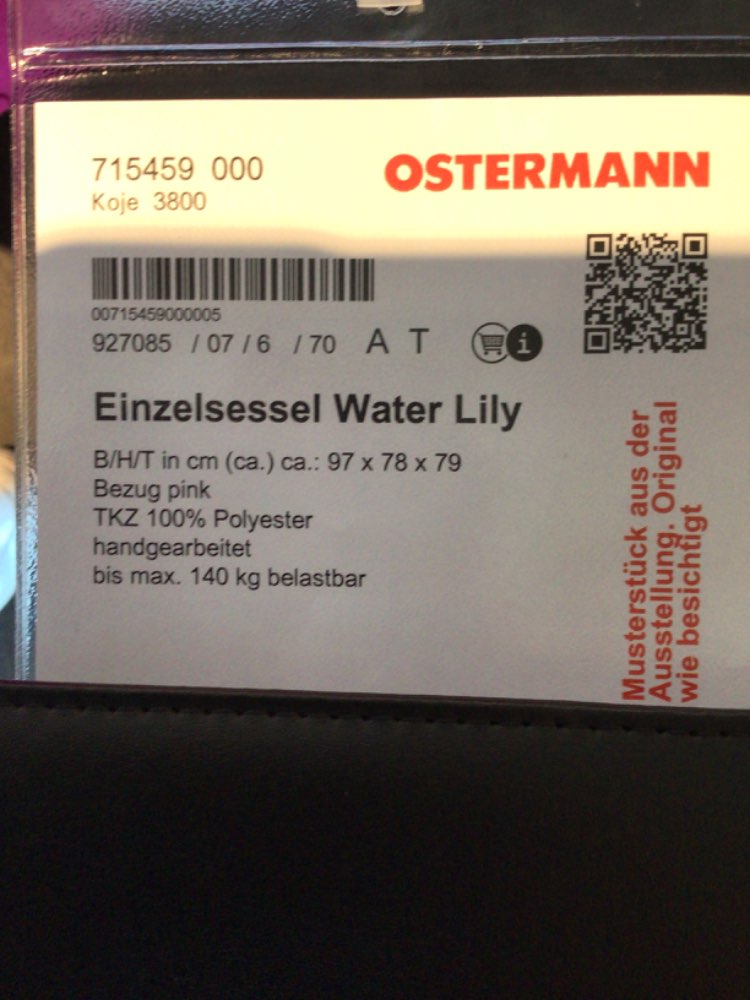 715459 000
Koje 3800
OSTERMANN
00715459000005
927085 / 07 / 6 / 70 A T
i
Einzelsessel Water Lily
B/H/T in cm (ca.) ca.: 97 x 78 x 79
Bezug pink
TKZ 100% Polyester
handgearbeitet
bis max. 140 kg belastbar
Musterstück aus der
Ausstellung. Original
wie besichtigt